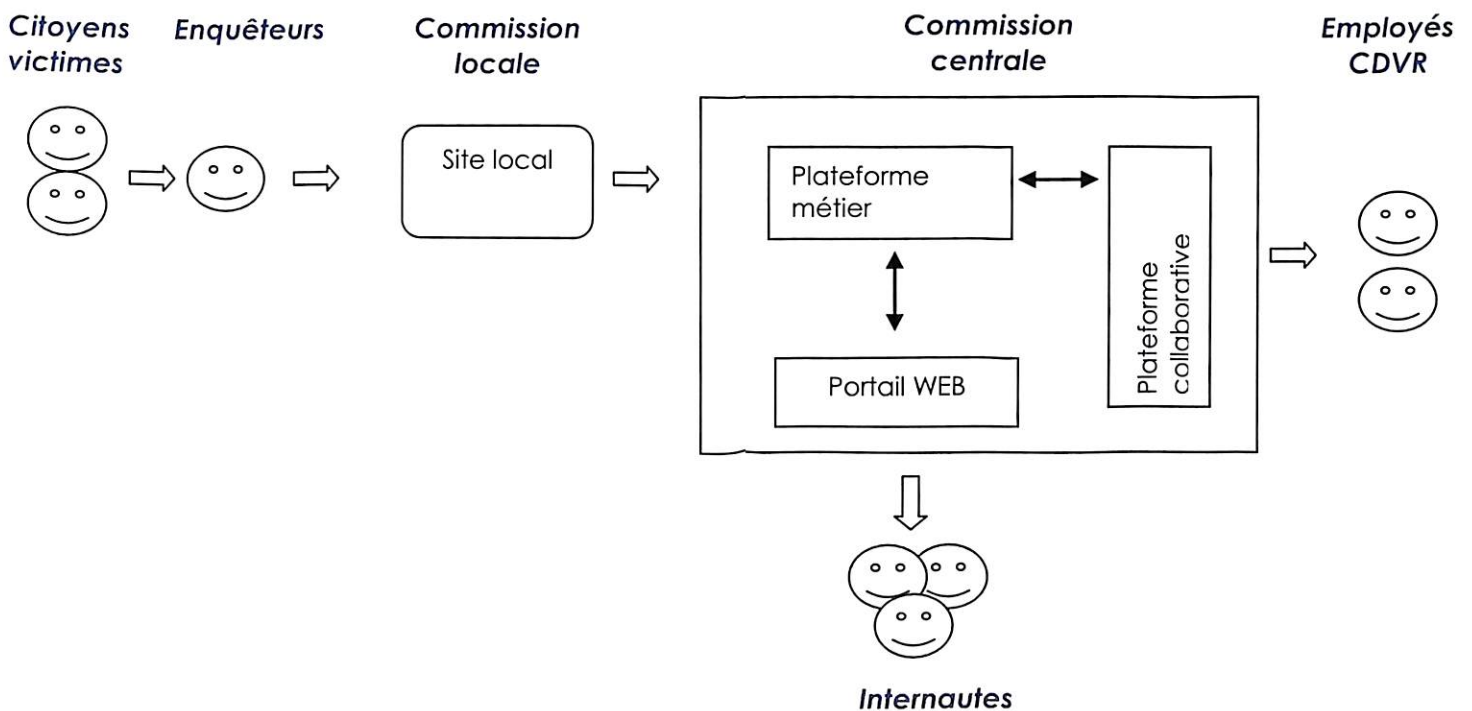 Citoyens
victimes
Enquêteurs
Commission
locale
Commission
centrale
Employés
CDVR
Site local
Plateforme
métier
Plateforme
collaborative
Portail WEB
Internautes